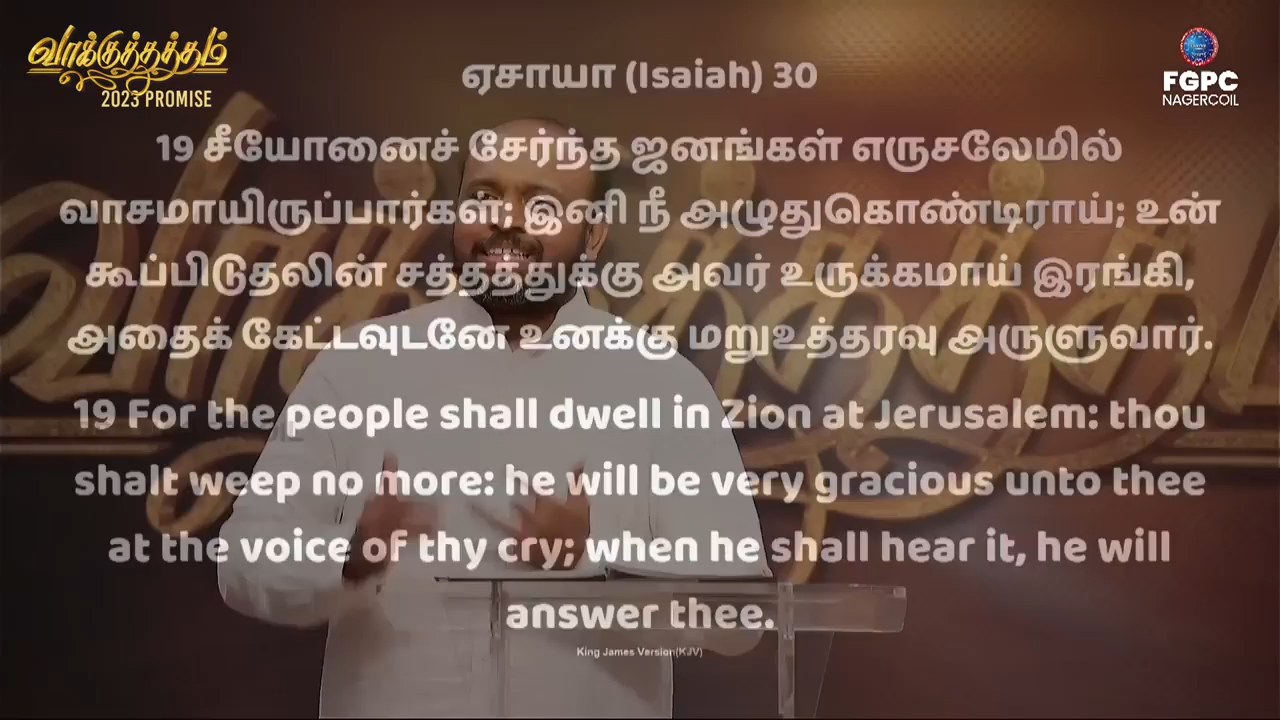 வாக்குத்தத்தம்
2023 PROMISE
FGPC
NAGERCOIL
ஏசாயா (Isaiah) 30
19 சீயோனைச் சேர்ந்த ஜனங்கள் எருசலேமில்
வாசமாயிருப்பார்கள்; இனி நீ அழுதுகொண்டிராய்; உன்
கூப்பிடுதலின் சத்தத்துக்கு அவர் உருக்கமாய் இரங்கி,
அதைக் கேட்டவுடனே உனக்கு மறுஉத்தரவு அருளுவார்.
19 For the people shall dwell in Zion at Jerusalem: thou
shalt weep no more: he will be very gracious unto thee
at the voice of thy cry; when he shall hear it, he will
answer thee.
King James Version(KJV)